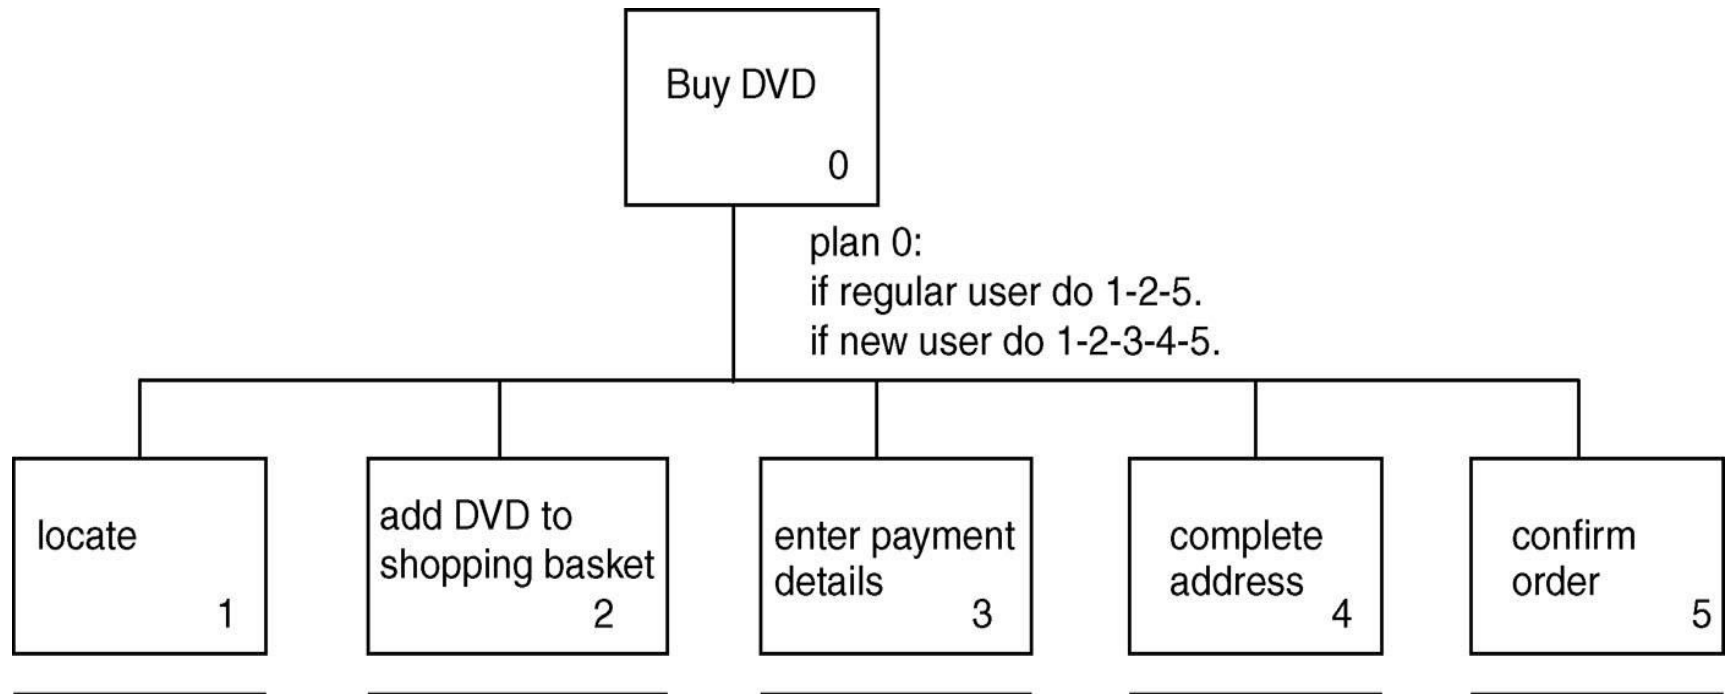 Buy DVD
0
plan 0:
if regular user do 1-2-5.
if new user do 1-2-3-4-5.
locate
1
add DVD to
shopping basket
2
enter payment
details
3
complete
address
4
confirm
order
5